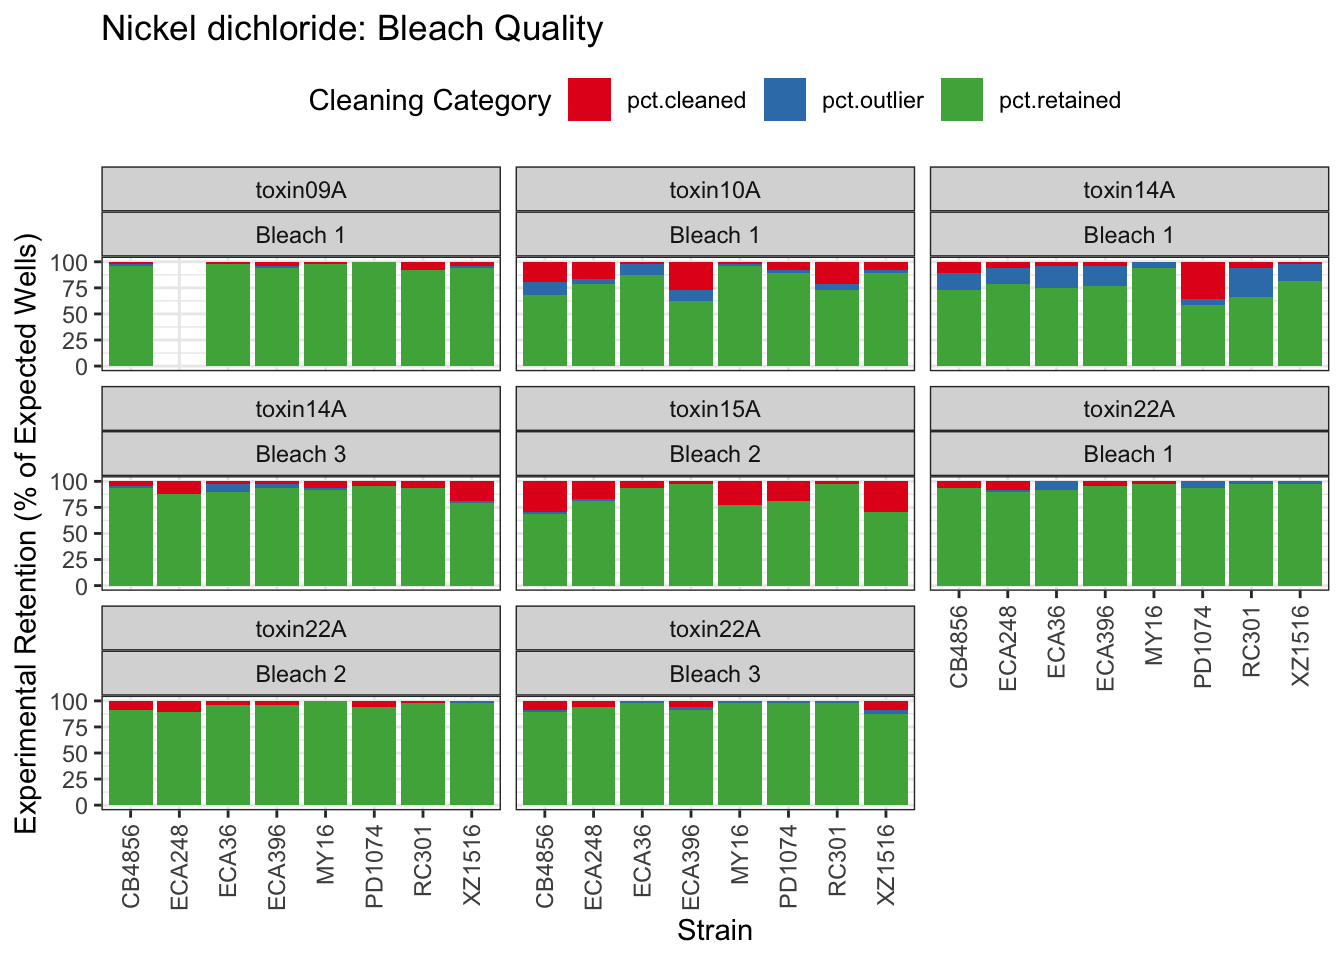 Nickel dichloride: Bleach Quality
Cleaning Category pct.cleaned pct.outlier pct.retained
Experimental Retention (% of Expected Wells)
toxin09A
Bleach 1
toxin10A
Bleach 1
toxin14A
Bleach 1
100
75
50
25
0
toxin14A
Bleach 3
toxin15A
Bleach 2
toxin22A
Bleach 1
100
75
50
25
0
CB4856
ECA248
ECA36
ECA396
MY16
PD1074
RC301
XZ1516
toxin22A
Bleach 2
toxin22A
Bleach 3
100
75
50
25
0
CB4856
ECA248
ECA36
ECA396
MY16
PD1074
RC301
XZ1516
CB4856
ECA248
ECA36
ECA396
MY16
PD1074
RC301
XZ1516
Strain